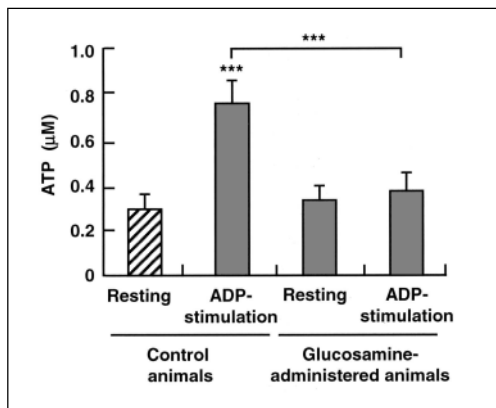 ***
1.0
***
0.8
0.6
0.4
0.2
0
ATP (µM)
Resting
ADP-
stimulation
Resting
ADP-
stimulation
Control
animals
Glucosamine-
administered animals